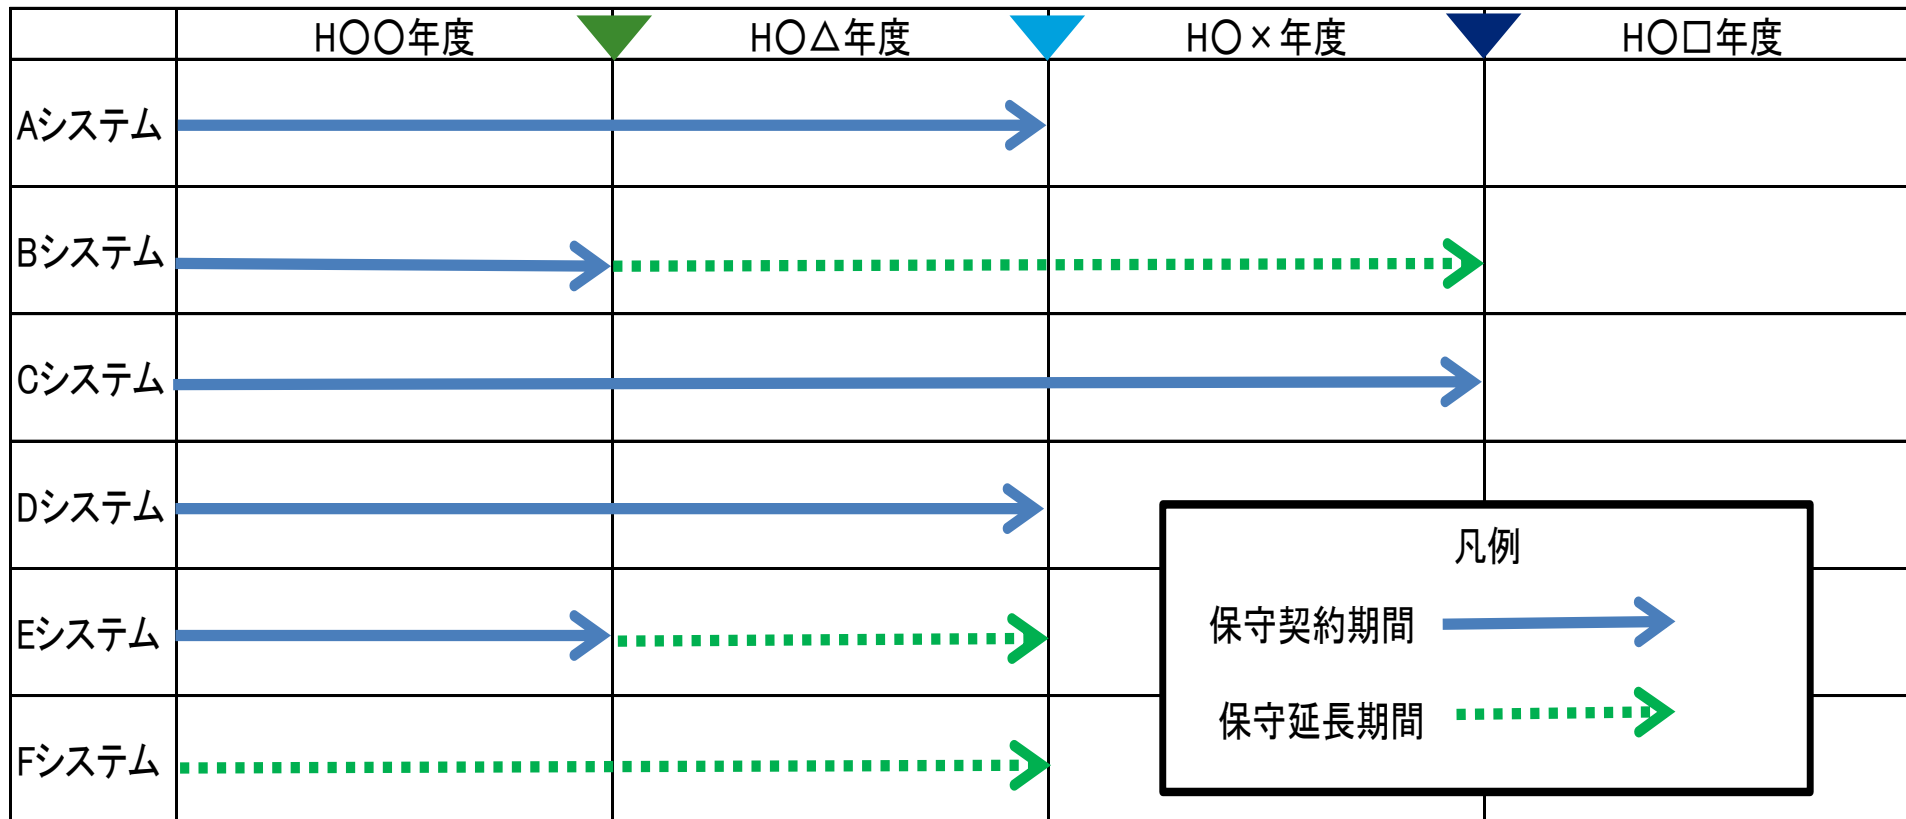 H〇〇年度 H〇△年度 H〇×年度 H〇□年度
Aシステム
Bシステム
Cシステム
Dシステム
Eシステム
Fシステム
凡例
保守契約期間
保守延長期間